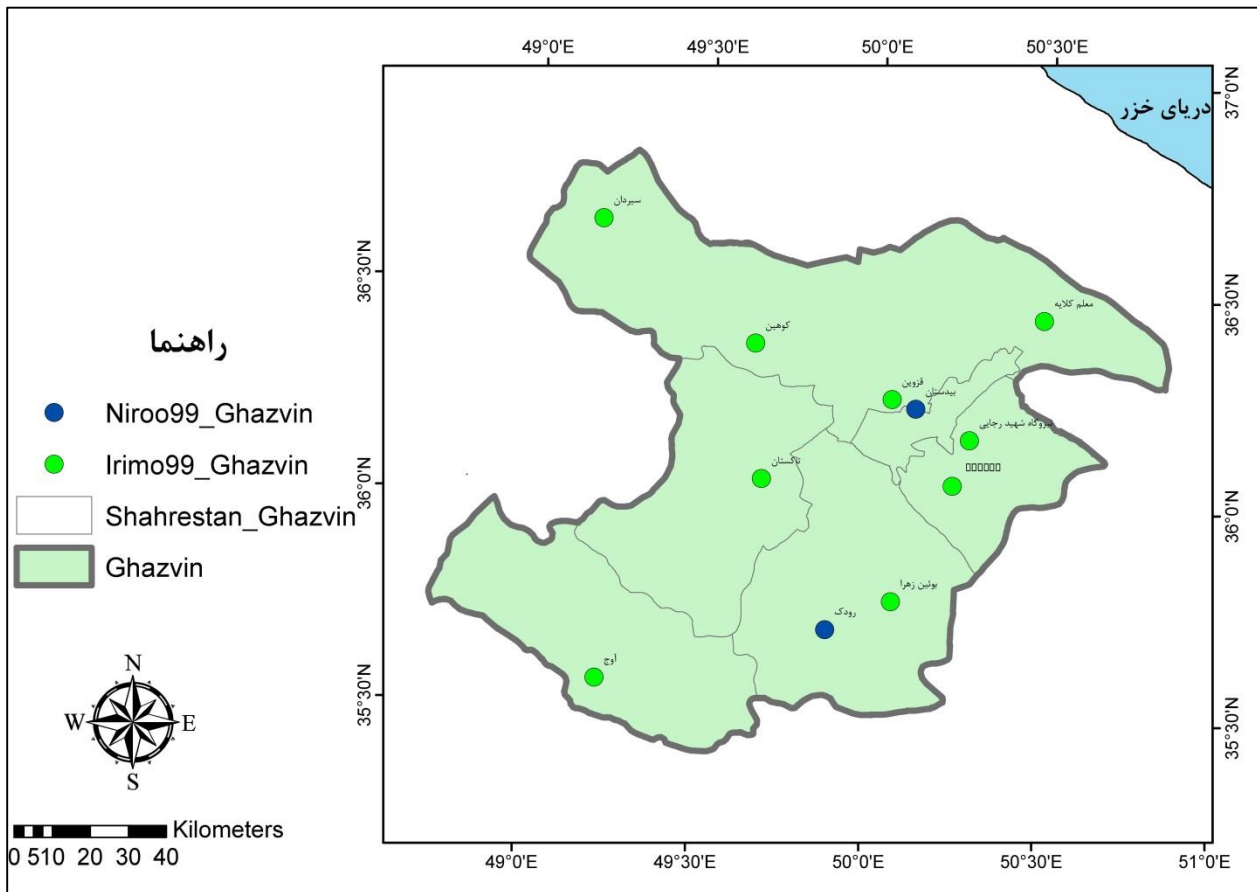 49°0'E 49°30'E 50°0'E 50°30'E
37°0'N
دریای خزر
سیردان
36°30'N
36°30'N
معلم کلایه
کوهین
راهنما
قزوین
بیدستان
Niroo99_Ghazvin
نیروگاه شهید رجایی
Irimo99_Ghazvin
تاکستان
36°0'N
Shahrestan_Ghazvin
36°0'N
Ghazvin
بوئین زهرا
رودک
آوج
N
W E
S
35°30'N
35°30'N
Kilometers
0 5 10 20 30 40
49°0'E 49°30'E 50°0'E 50°30'E 51°0'E